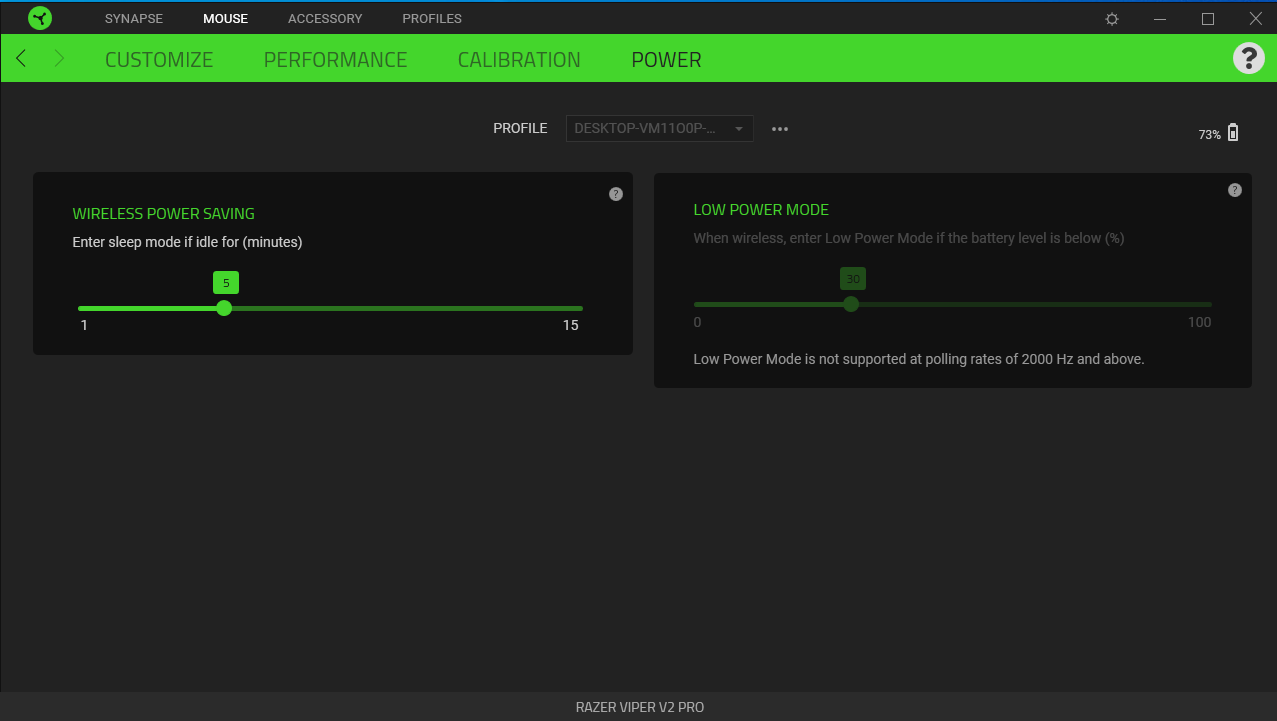 SYNAPSE MOUSE ACCESSORY PROFILES
CUSTOMIZE PERFORMANCE CALIBRATION POWER ?
PROFILE DESKTOP-VM11O0P-... •••
73%
?
WIRELESS POWER SAVING
Enter sleep mode if idle for (minutes)
5
1 15
?
LOW POWER MODE
When wireless, enter Low Power Mode if the battery level is below (%)
30
0 100
Low Power Mode is not supported at polling rates of 2000 Hz and above.
RAZER VIPER V2 PRO